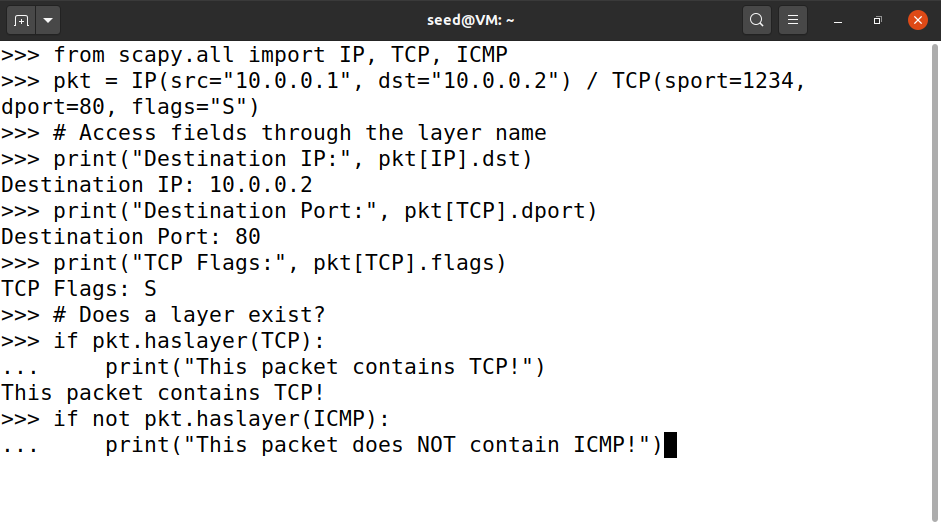 seed@VM: ~
>>> from scapy.all import IP, TCP, ICMP
>>> pkt = IP(src="10.0.0.1", dst="10.0.0.2") / TCP(sport=1234,
dport=80, flags="S")
>>> # Access fields through the layer name
>>> print("Destination IP:", pkt[IP].dst)
Destination IP: 10.0.0.2
>>> print("Destination Port:", pkt[TCP].dport)
Destination Port: 80
>>> print("TCP Flags:", pkt[TCP].flags)
TCP Flags: S
>>> # Does a layer exist?
>>> if pkt.haslayer(TCP):
...     print("This packet contains TCP!")
This packet contains TCP!
>>> if not pkt.haslayer(ICMP):
...     print("This packet does NOT contain ICMP!")